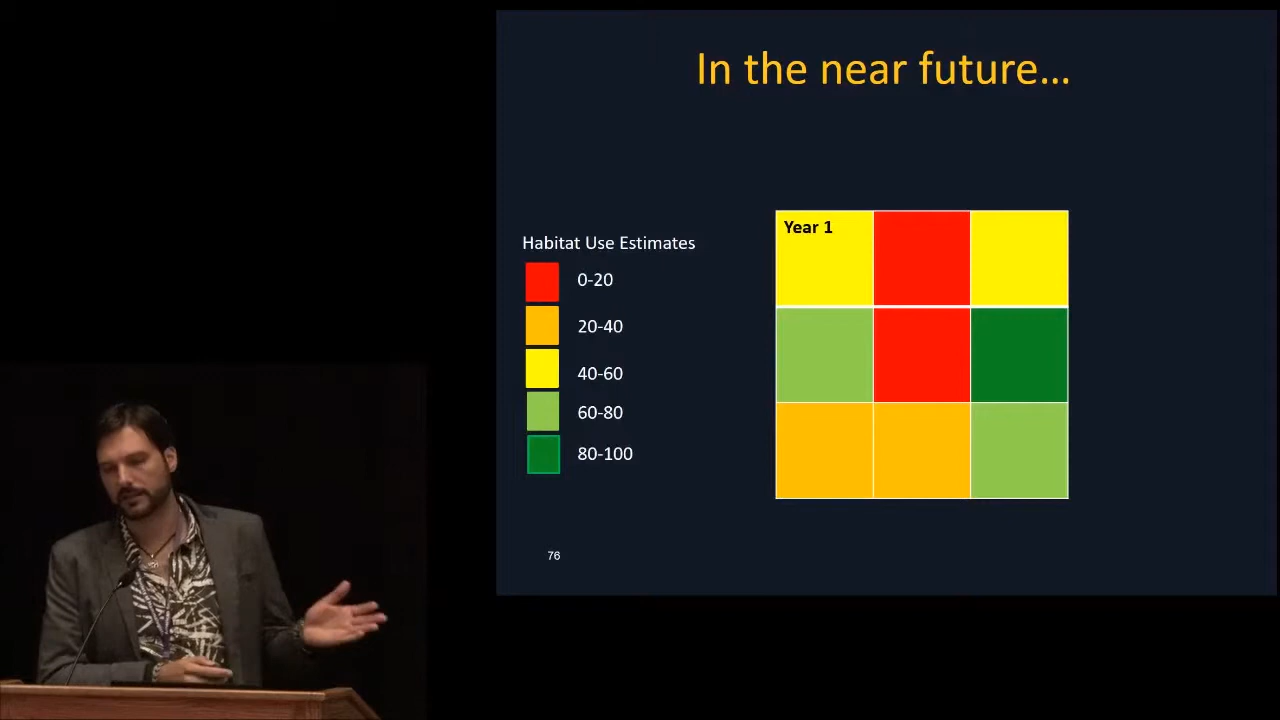 In the near future...
Habitat Use Estimates
0-20
20-40
40-60
60-80
80-100
Year 1
76